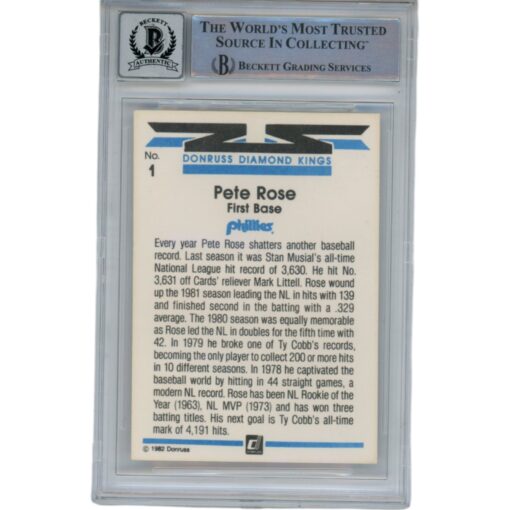 BECKETT
B
AUTHENTIC
THE WORLD'S MOST TRUSTED
SOURCE IN COLLECTING™
B BECKETT GRADING SERVICES
No.
1
DONRUSS DIAMOND KINGS
Pete Rose
First Base
phillies
Every year Pete Rose shatters another baseball
record. Last season it was Stan Musial's all-time
National League hit record of 3,630. He hit No.
3,631 off Cards' reliever Mark Littell. Rose wound
up the 1981 season leading the NL in hits with 139
and finished second in the batting with a .329
average. The 1980 season was equally memorable
as Rose led the NL in doubles for the fifth time with
42. In 1979 he broke one of Ty Cobb's records,
becoming the only player to collect 200 or more hits
in 10 different seasons. In 1978 he captivated the
baseball world by hitting in 44 straight games, a
modern NL record. Rose has been NL Rookie of the
Year (1963), NL MVP (1973) and has won three
batting titles. His next goal is Ty Cobb's all-time
mark of 4,191 hits.
© 1982 Donruss